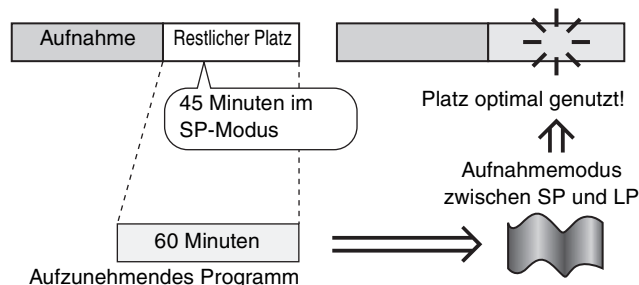 Aufnahme
Restlicher Platz
45 Minuten im
SP-Modus
Platz optimal genutzt!
Aufnahmemodus
zwischen SP und LP
60 Minuten
Aufzunehmendes Programm